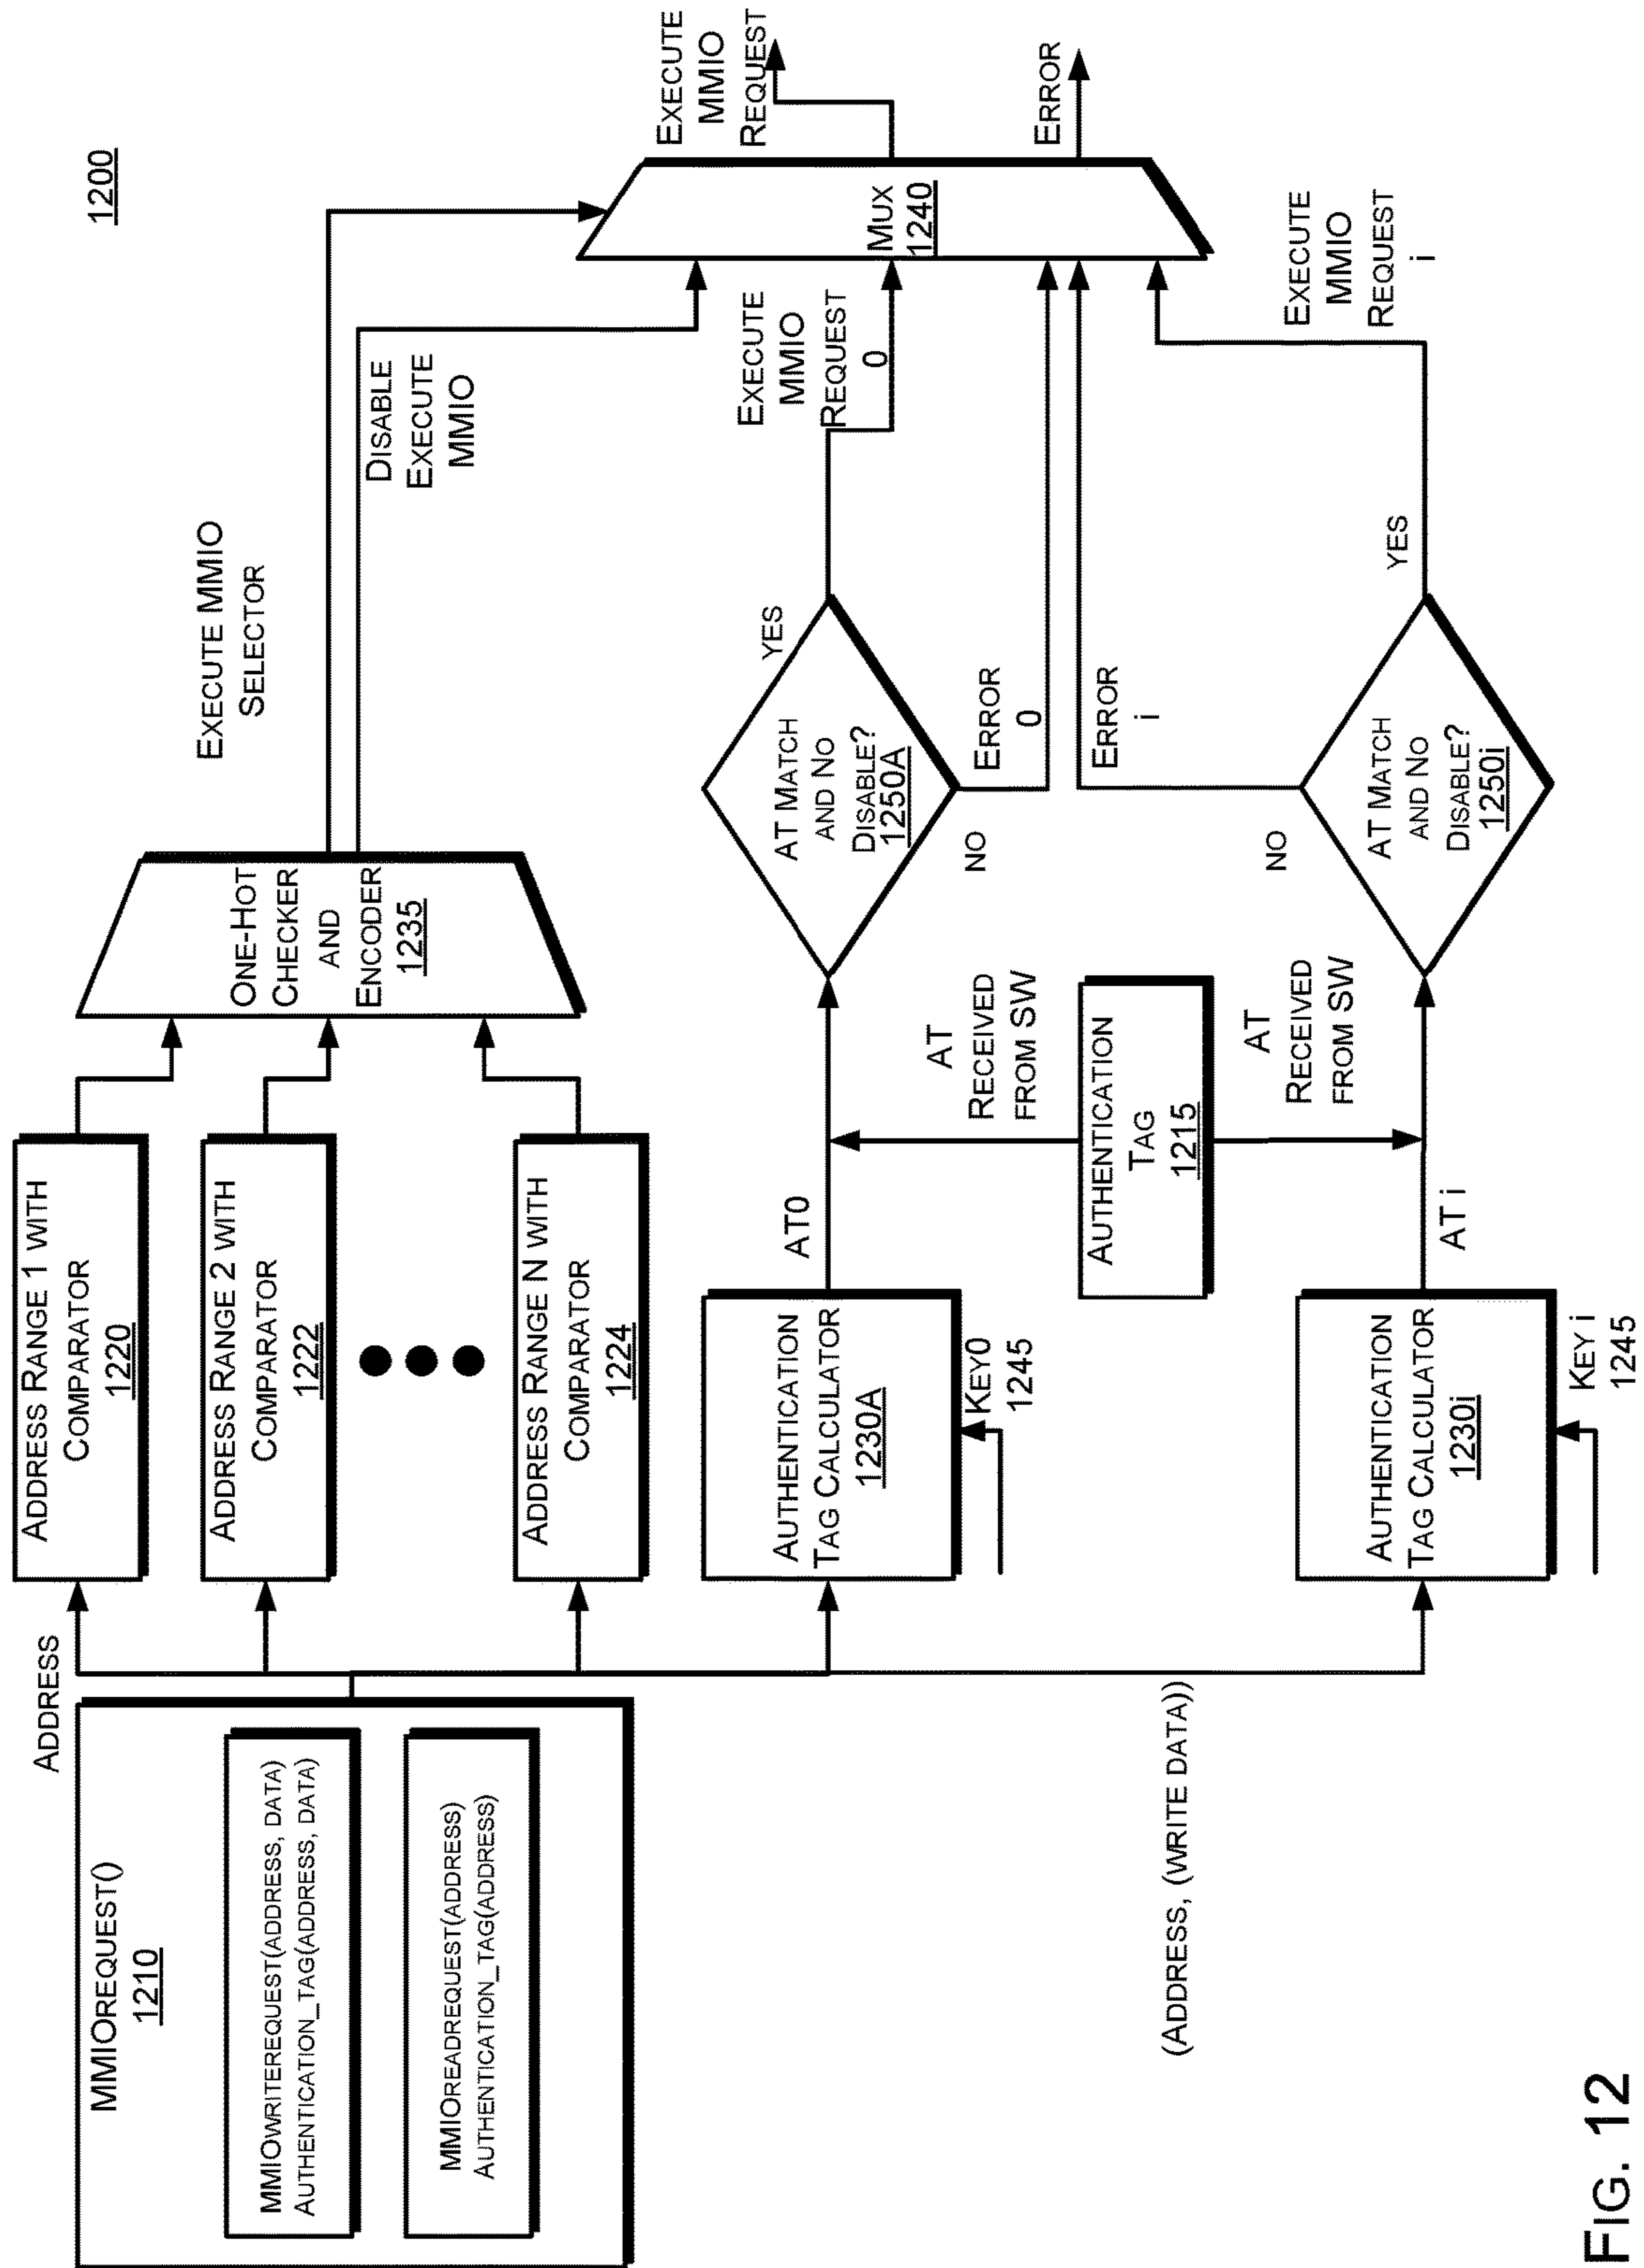 1200
MMIOREQUEST()
1210
MMIOWRITEREQUEST(ADDRESS, DATA)
AUTHENTICATION_TAG(ADDRESS, DATA)
MMIOREADREQUEST(ADDRESS)
AUTHENTICATION_TAG(ADDRESS)
ADDRESS
(ADDRESS, (WRITE DATA))
ADDRESS RANGE 1 WITH
COMPARATOR
1220
ADDRESS RANGE 2 WITH
COMPARATOR
1222
ADDRESS RANGE N WITH
COMPARATOR
1224
AUTHENTICATION
TAG CALCULATOR
1230A
KEY0
1245
AUTHENTICATION
TAG CALCULATOR
1230i
KEY i
1245
AT0
AT i
AUTHENTICATION
TAG
1215
AT
RECEIVED
FROM SW
AT
RECEIVED
FROM SW
ONE-HOT
CHECKER
AND
ENCODER
1235
EXECUTE MMIO
SELECTOR
DISABLE
EXECUTE
MMIO
AT MATCH
AND NO
DISABLE?
1250A
YES
NO
ERROR
0
AT MATCH
AND NO
DISABLE?
1250i
YES
NO
ERROR
i
EXECUTE
MMIO
REQUEST
0
EXECUTE
MMIO
REQUEST
i
MUX
1240
EXECUTE
MMIO
REQUEST
ERROR
FIG. 12